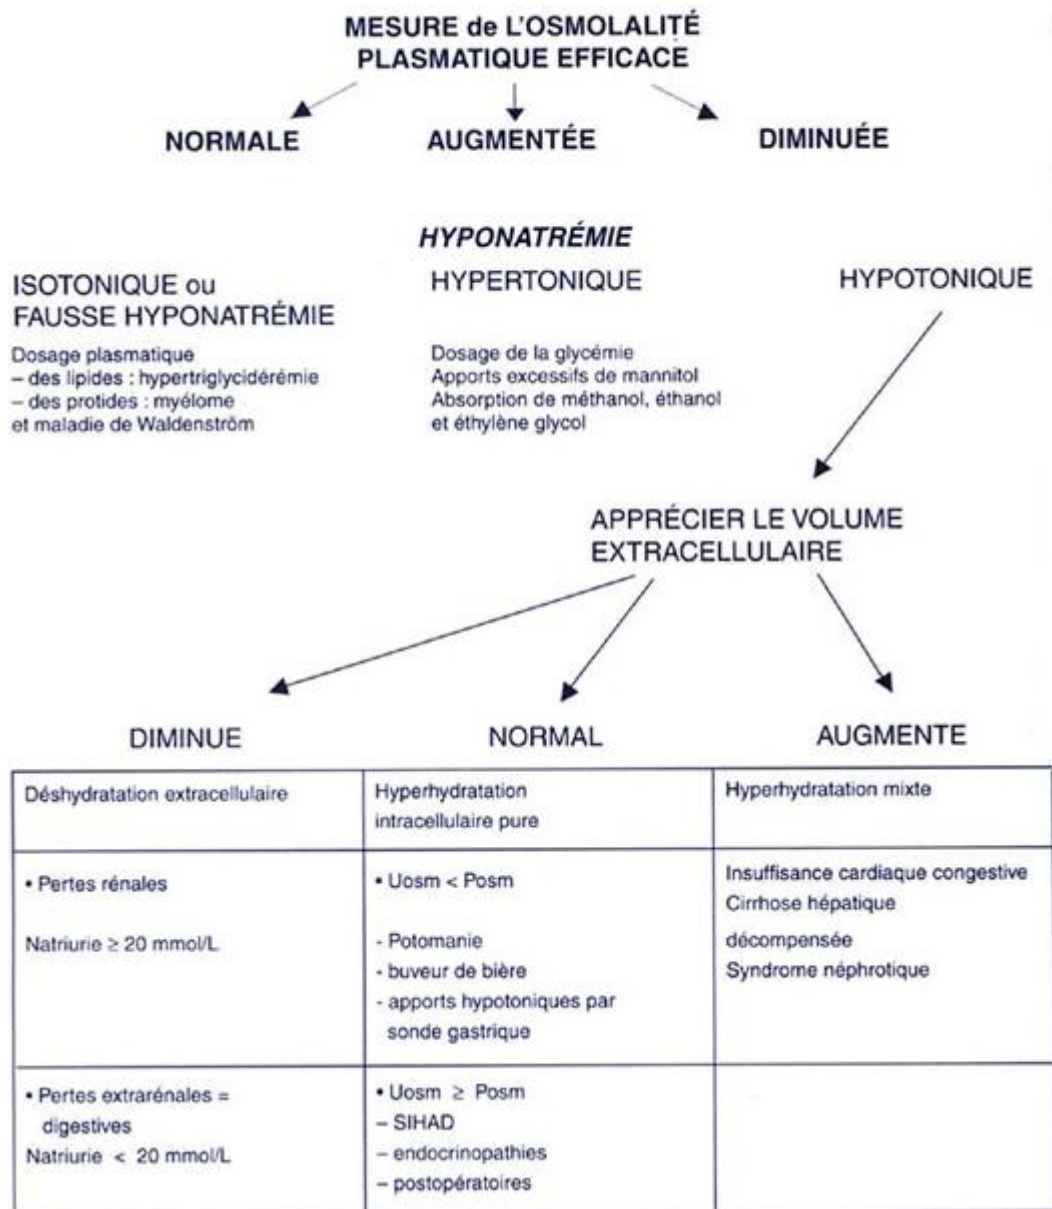 MESURE de L'OSMOLALITÉ
PLASMATIQUE EFFICACE
NORMALE
AUGMENTÉE
DIMINUÉE
HYPONATRÉMIE
ISOTONIQUE ou
FAUSSE HYPONATRÉMIE
Dosage plasmatique
– des lipides : hypertriglycidérémie
– des protides : myélome
et maladie de Waldenström
HYPERTONIQUE
Dosage de la glycémie
Apports excessifs de mannitol
Absorption de méthanol, éthanol
et éthylène glycol
HYPOTONIQUE
APPRÉCIER LE VOLUME
EXTRACELLULAIRE
DIMINUE
NORMAL
AUGMENTE
Déshydratation extracellulaire
Hyperhydratation
intracellulaire pure
Hyperhydratation mixte
• Pertes rénales
Natriurie ≥ 20 mmol/L
• Uosm < Posm
- Potomanie
- buveur de bière
- apports hypotoniques par
sonde gastrique
Insuffisance cardiaque congestive
Cirrhose hépatique
décompensée
Syndrome néphrotique
• Pertes extrarénales =
digestives
Natriurie < 20 mmol/L
• Uosm ≥ Posm
– SIHAD
– endocrinopathies
– postopératoires